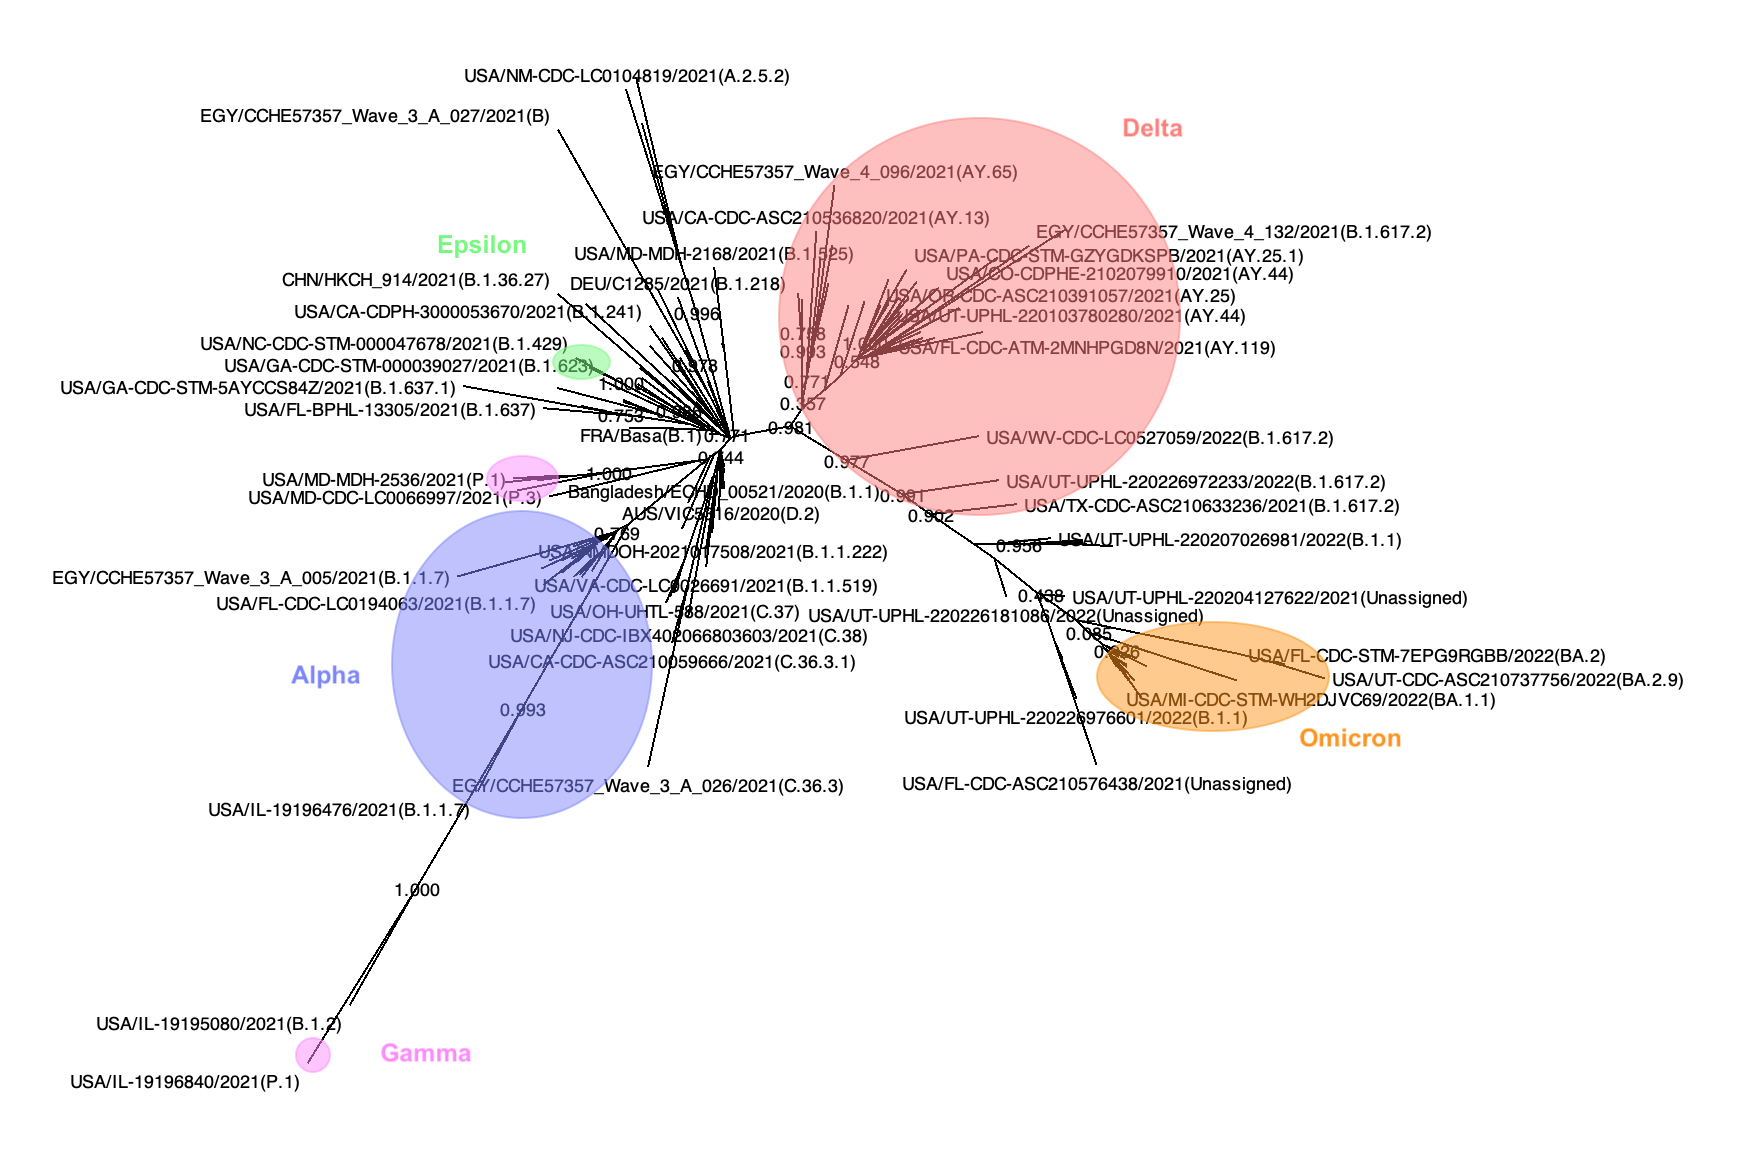 USA/NM-CDC-LC0104819/2021(A.2.5.2)
EGY/CCHE57357_Wave_3_A_027/2021(B)
Delta
EGY/CCHE57357_Wave_4_096/2021(AY.65)
USA/CA-CDC-ASC210536820/2021(AY.13)
EGY/CCHE57357_Wave_4_132/2021(B.1.617.2)
Epsilon
USA/MD-MDH-2168/2021(B.1.525)
USA/PA-CDC-STM-GZYGDKSPB/2021(AY.25.1)
USA/CO-CDPHE-2102079910/2021(AY.44)
CHN/HKCH_914/2021(B.1.36.27)
DEU/C1285/2021(B.1.218)
USA/OR-CDC-ASC210391057/2021(AY.25)
USA/CA-CDPH-3000053670/2021(B.1.241)
0.996
USA/UT-UPHL-220103780280/2021(AY.44)
0.758
USA/NC-CDC-STM-000047678/2021(B.1.429)
0.993
USA/FL-CDC-ATM-2MNHPGD8N/2021(AY.119)
USA/GA-CDC-STM-000039027/2021(B.1.623)
0.978
0.548
1.000
0.771
USA/GA-CDC-STM-5AYCCS84Z/2021(B.1.637.1)
0.357
USA/FL-BPHL-13305/2021(B.1.637)
0.753
0.981
FRA/Basa(B.1)
0.771
USA/WV-CDC-LC0527059/2022(B.1.617.2)
0.744
0.977
USA/MD-MDH-2536/2021(P.1)
1.000
USA/UT-UPHL-220226972233/2022(B.1.617.2)
USA/MD-CDC-LC0066997/2021(P.3)
Bangladesh/ECHD_00521/2020(B.1.1)
0.991
USA/TX-CDC-ASC210633236/2021(B.1.617.2)
AUS/VIC5816/2020(D.2)
0.902
0.769
USA/UT-UPHL-220207026981/2022(B.1.1)
0.956
USA/NMDOH-2021017508/2021(B.1.1.222)
EGY/CCHE57357_Wave_3_A_005/2021(B.1.1.7)
USA/VA-CDC-LC0026691/2021(B.1.1.519)
0.438
USA/UT-UPHL-220204127622/2021(Unassigned)
USA/FL-CDC-LC0194063/2021(B.1.1.7)
USA/OH-UHTL-588/2021(C.37)
USA/UT-UPHL-220226181086/2022(Unassigned)
USA/NJ-CDC-IBX402066803603/2021(C.38)
0.085
USA/FL-CDC-STM-7EPG9RGBB/2022(BA.2)
USA/CA-CDC-ASC210059666/2021(C.36.3.1)
Alpha
USA/UT-CDC-ASC210737756/2022(BA.2.9)
USA/MI-CDC-STM-WH2DJVC69/2022(BA.1.1)
0.993
USA/UT-UPHL-220226976601/2022(B.1.1)
Omicron
EGY/CCHE57357_Wave_3_A_026/2021(C.36.3)
USA/FL-CDC-ASC210576438/2021(Unassigned)
USA/IL-19196476/2021(B.1.1.7)
1.000
USA/IL-19195080/2021(B.1.2)
Gamma
USA/IL-19196840/2021(P.1)